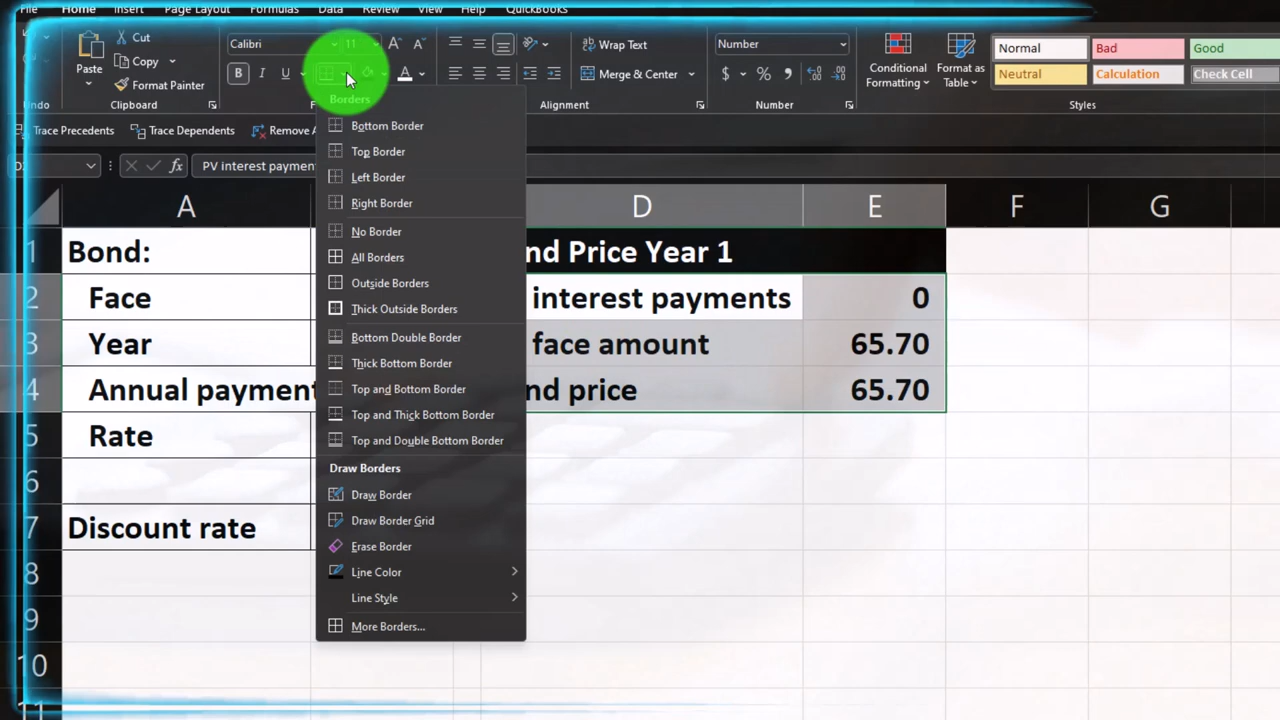 File Home Page Layout Formulas Data Review View Help QuickBooks
Cut
Copy
Format Painter
Paste
Undo
Clipboard
Calibri 11
B I U A
Wrap Text
Merge & Center
Alignment
Number
$ % 9
Number
Conditional Formatting
Format as Table
Normal Bad Good
Neutral Calculation Check Cell
Styles
Trace Precedents Trace Dependents Remove A
PV interest paymen
fx
Borders
Bottom Border
Top Border
Left Border
Right Border
No Border
All Borders
Outside Borders
Thick Outside Borders
Bottom Double Border
Thick Bottom Border
Top and Bottom Border
Top and Thick Bottom Border
Top and Double Bottom Border
Draw Borders
Draw Border
Draw Border Grid
Erase Border
Line Color
Line Style
More Borders...
A D E F G
1 Bond: nd Price Year 1
2 Face interest payments 0
3 Year face amount 65.70
4 Annual payment nd price 65.70
5 Rate
6
7 Discount rate
8
9
10
11